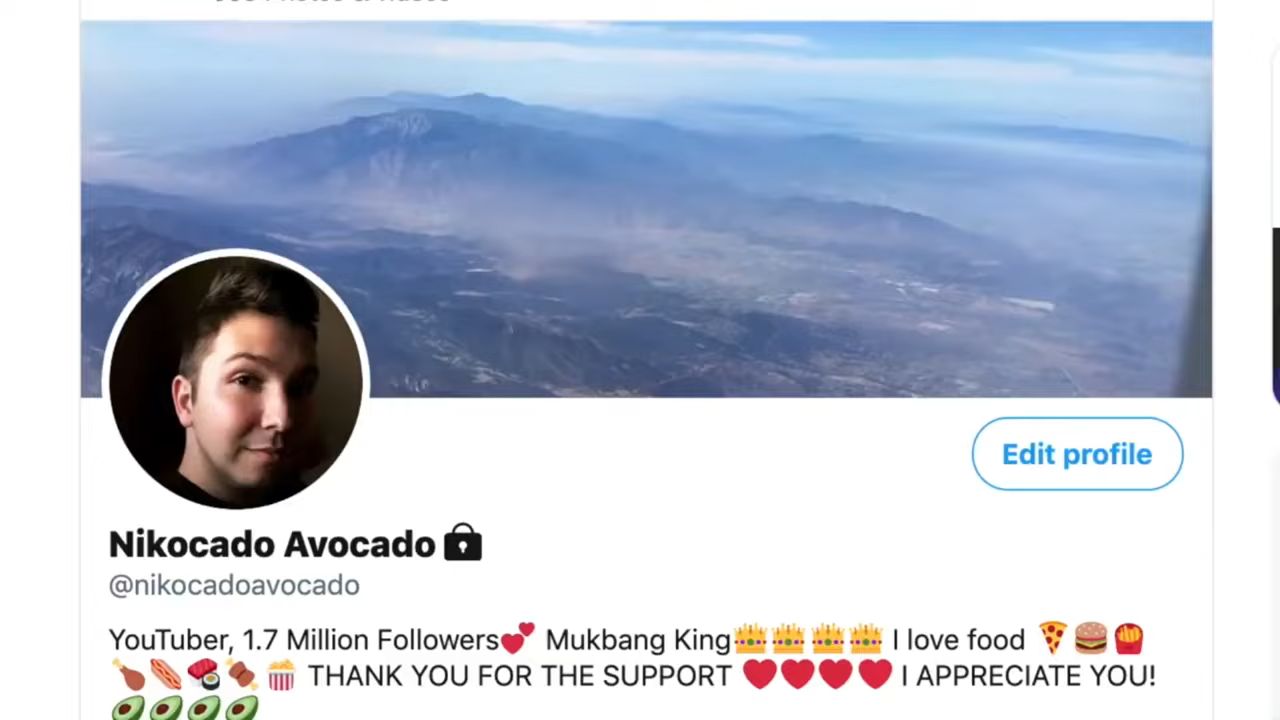 Edit profile
Nikocado Avocado 🔒
@nikocadoavocado
YouTuber, 1.7 Million Followers💕 Mukbang King👑👑👑👑 I love food 🍕🍔🍟
🍗🌭🍣🍖🍿 THANK YOU FOR THE SUPPORT ❤️❤️❤️❤️ I APPRECIATE YOU!
🥑🥑🥑🥑